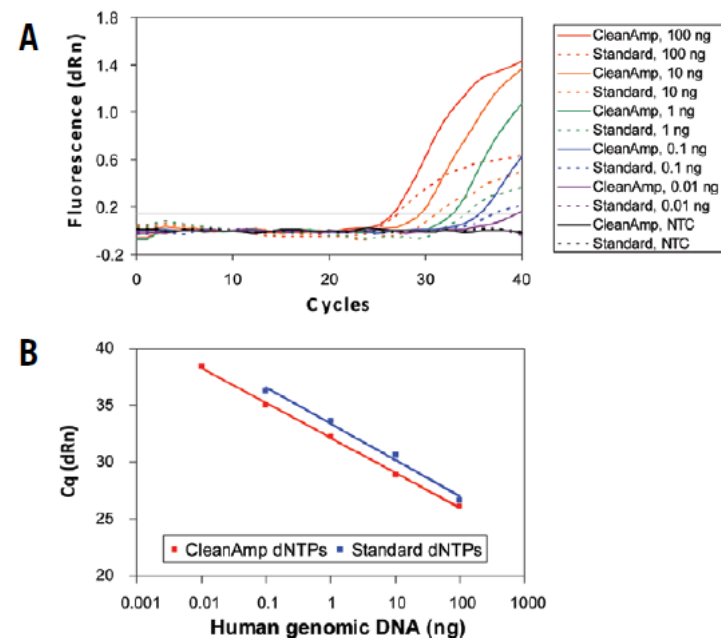 A
Fluorescence (dRn)
1.8
1.4
1.0
0.6
0.2
-0.2
0 10 20 30 40
Cycles
CleanAmp, 100 ng
Standard, 100 ng
CleanAmp, 10 ng
Standard, 10 ng
CleanAmp, 1 ng
Standard, 1 ng
CleanAmp, 0.1 ng
Standard, 0.1 ng
CleanAmp, 0.01 ng
Standard, 0.01 ng
CleanAmp, NTC
Standard, NTC
B
Cq (dRn)
40
35
30
25
20
CleanAmp dNTPs Standard dNTPs
0.001 0.01 0.1 1 10 100 1000
Human genomic DNA (ng)